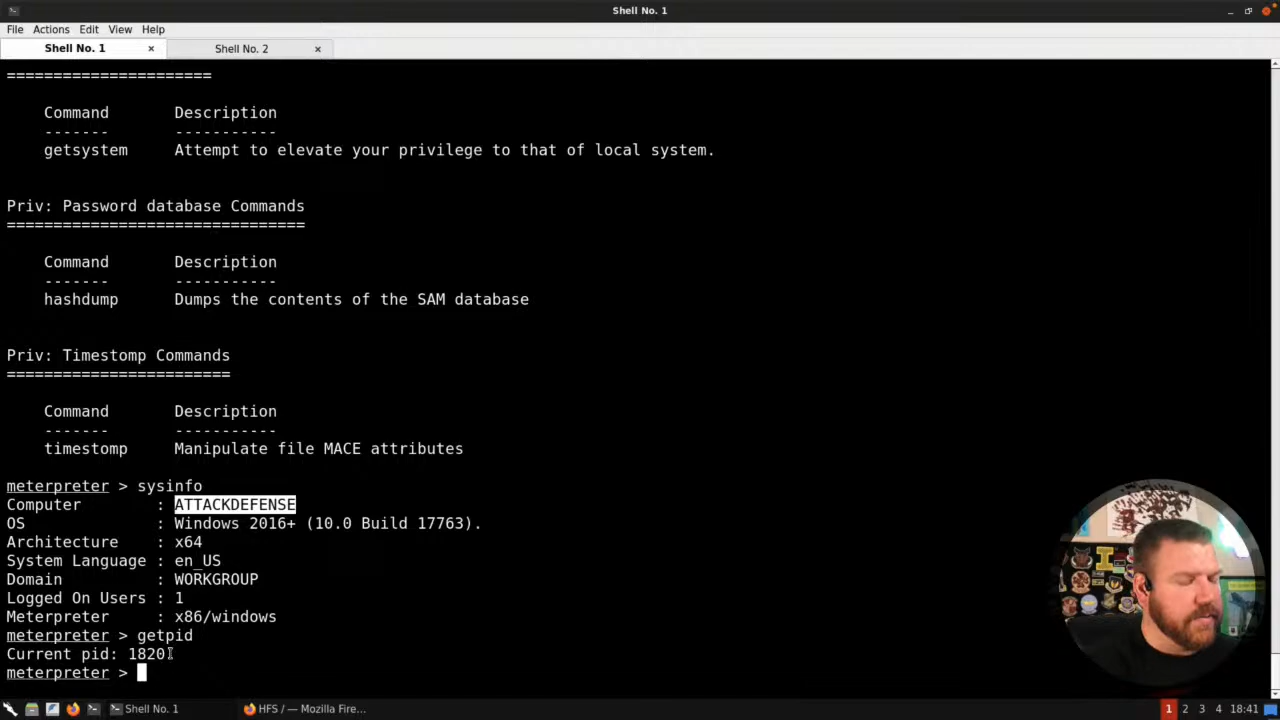 Shell No. 1
File Actions Edit View Help
Shell No. 1 × Shell No. 2 ×
======================
Command Description
------- -----------
getsystem Attempt to elevate your privilege to that of local system.
Priv: Password database Commands
================================
Command Description
------- -----------
hashdump Dumps the contents of the SAM database
Priv: Timestomp Commands
========================
Command Description
------- -----------
timestomp Manipulate file MACE attributes
meterpreter > sysinfo
Computer : ATTACKDEFENSE
OS : Windows 2016+ (10.0 Build 17763).
Architecture : x64
System Language : en_US
Domain : WORKGROUP
Logged On Users : 1
Meterpreter : x86/windows
meterpreter > getpid
Current pid: 1820
meterpreter >
Shell No. 1 HFS / — Mozilla Fire... 1 2 3 4 18:41